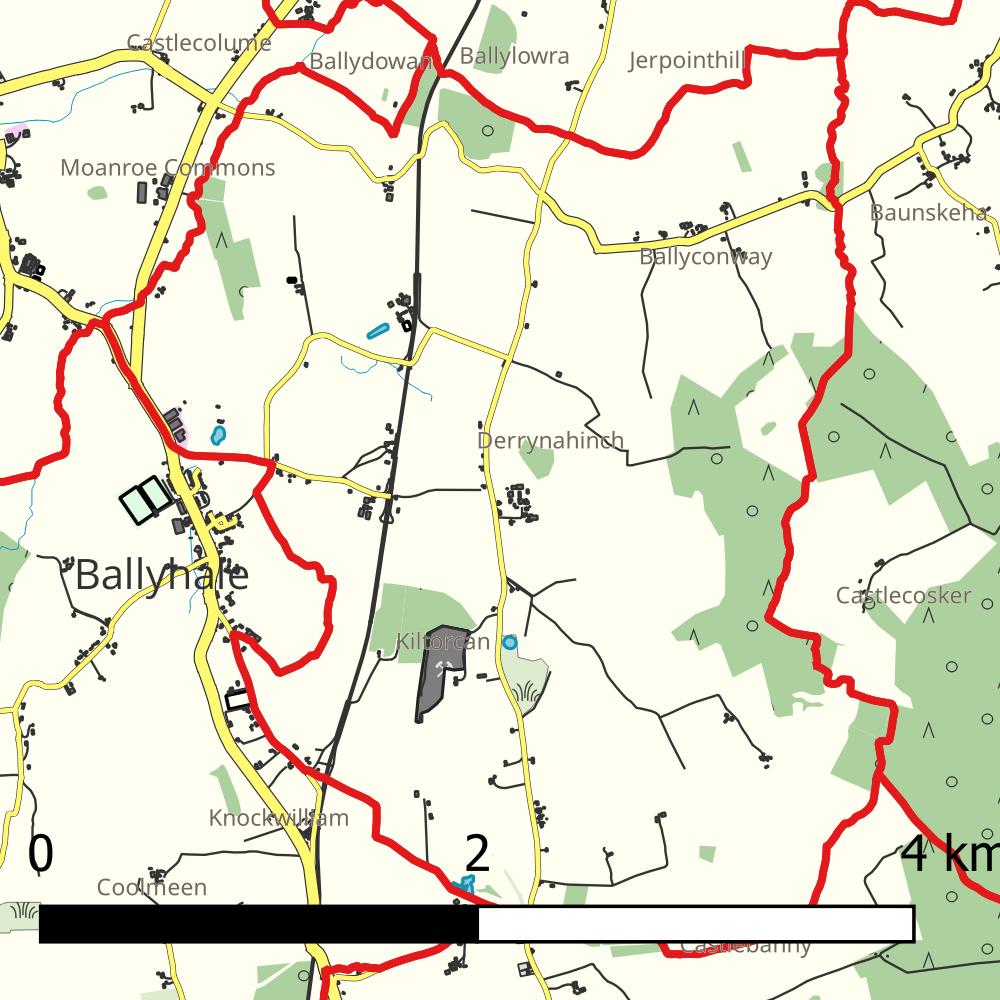 Castlecolume
Ballydowan
Ballylowra
Jerpointhill
Moanroe Commons
Baunskeha
Ballyconway
Derrynahinch
Ballyhale
Castlecosker
Kiltorcan
Knockwilliam
0
2
4 km
Coolmeen
Castlebanny